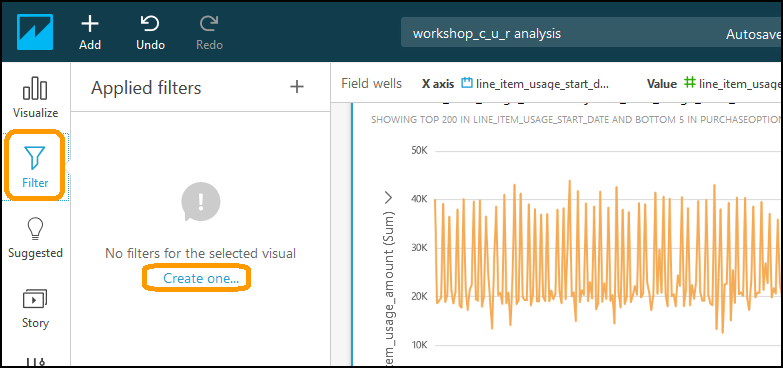 Add
Undo
Redo
workshop_c_u_r analysis
Autosave
Visualize
Filter
Suggested
Story
Applied filters
No filters for the selected visual
Create one...
Field wells
X axis
line_item_usage_start_d...
Value
line_item_usage
SHOWING TOP 200 IN LINE_ITEM_USAGE_START_DATE AND BOTTOM 5 IN PURCHASEOPTION
tem_usage_amount (Sum)
50K
40K
30K
20K
10K